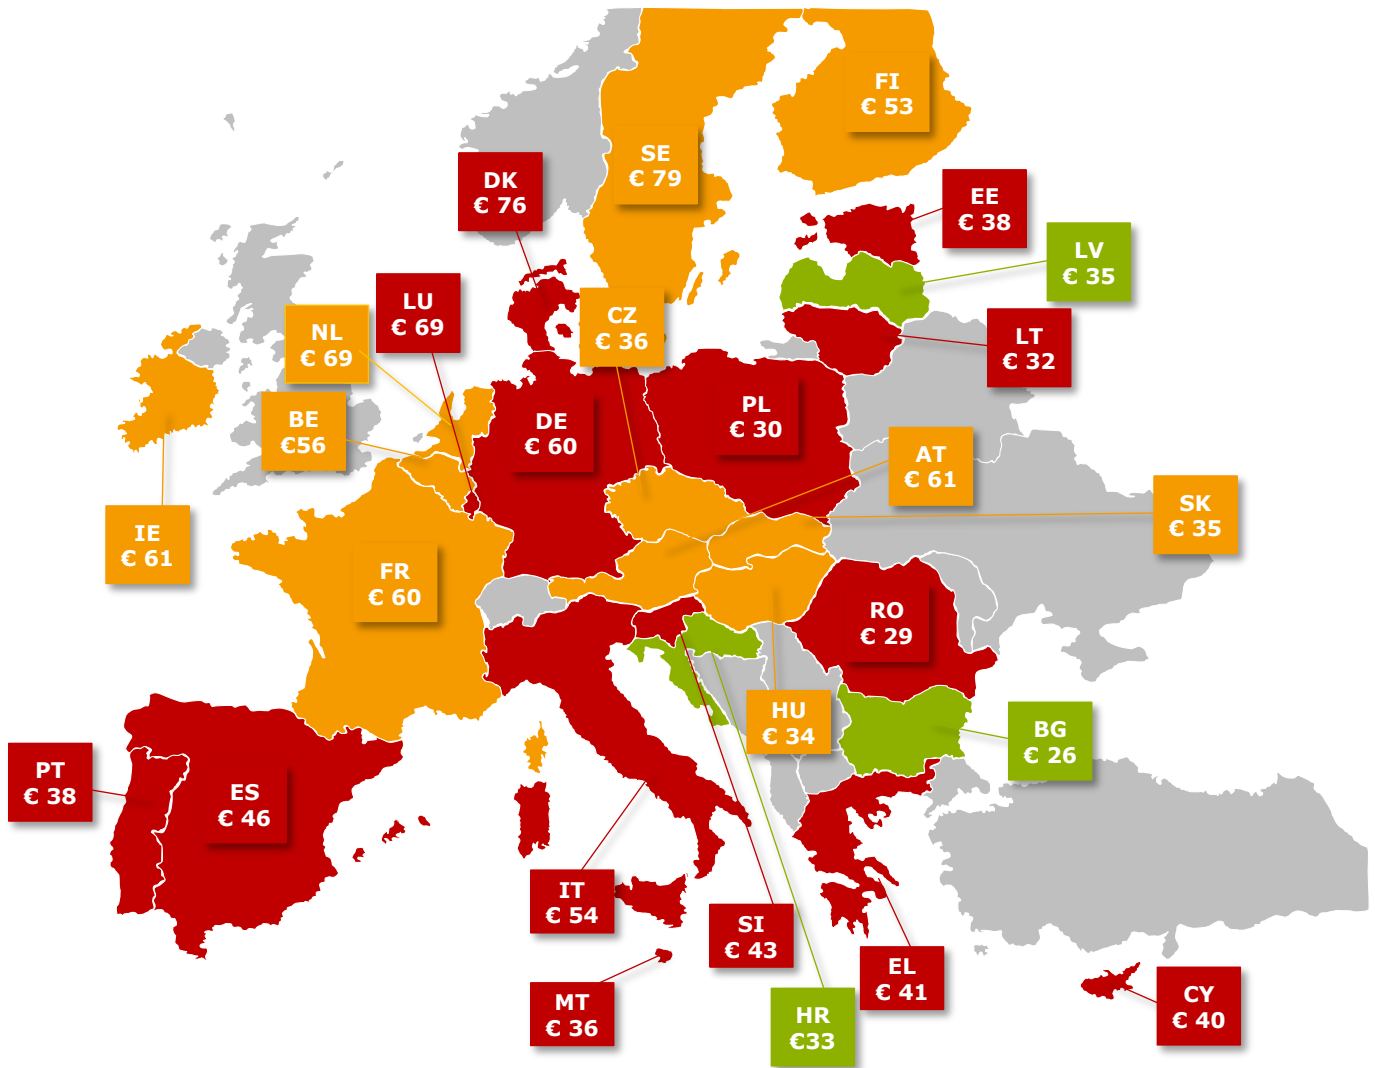 FI
€ 53
SE
€ 79
DK
€ 76
EE
€ 38
LV
€ 35
LU
€ 69
CZ
€ 36
NL
€ 69
LT
€ 32
BE
€56
DE
€ 60
PL
€ 30
AT
€ 61
SK
€ 35
IE
€ 61
FR
€ 60
RO
€ 29
HU
€ 34
BG
€ 26
PT
€ 38
ES
€ 46
IT
€ 54
SI
€ 43
EL
€ 41
MT
€ 36
HR
€33
CY
€ 40